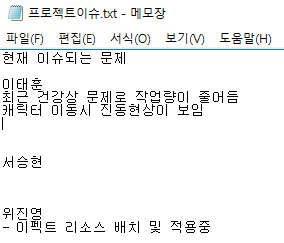 프로젝트이슈.txt - 메모장
파일(F) 편집(E) 서식(O) 보기(V) 도움말(H)
현재 이슈되는 문제
이태훈
최근 건강상 문제로 작업량이 줄어듬
캐릭터 이동시 진동현상이 보임
서승현
위진영
- 이펙트 리소스 배치 및 적용중